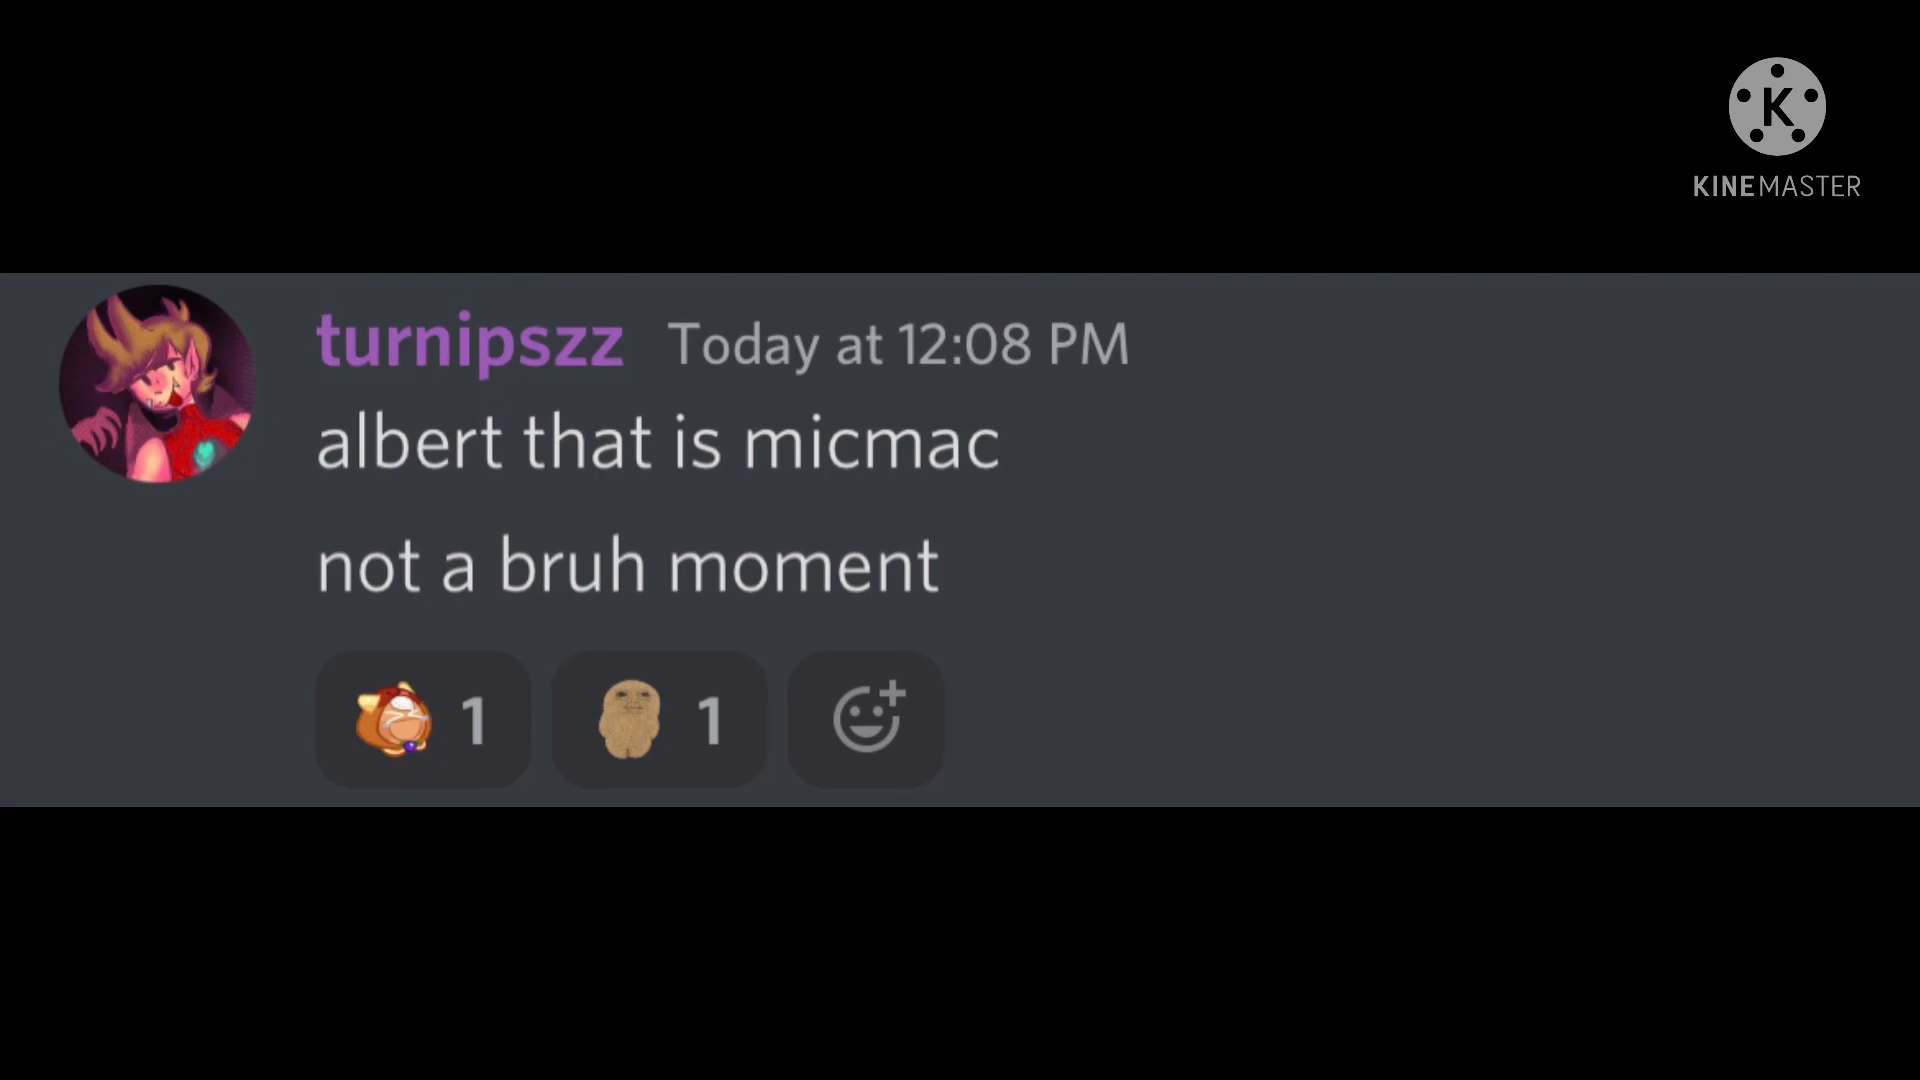 K
KINEMASTER
turnipszz Today at 12:08 PM
albert that is micmac
not a bruh moment
1 1